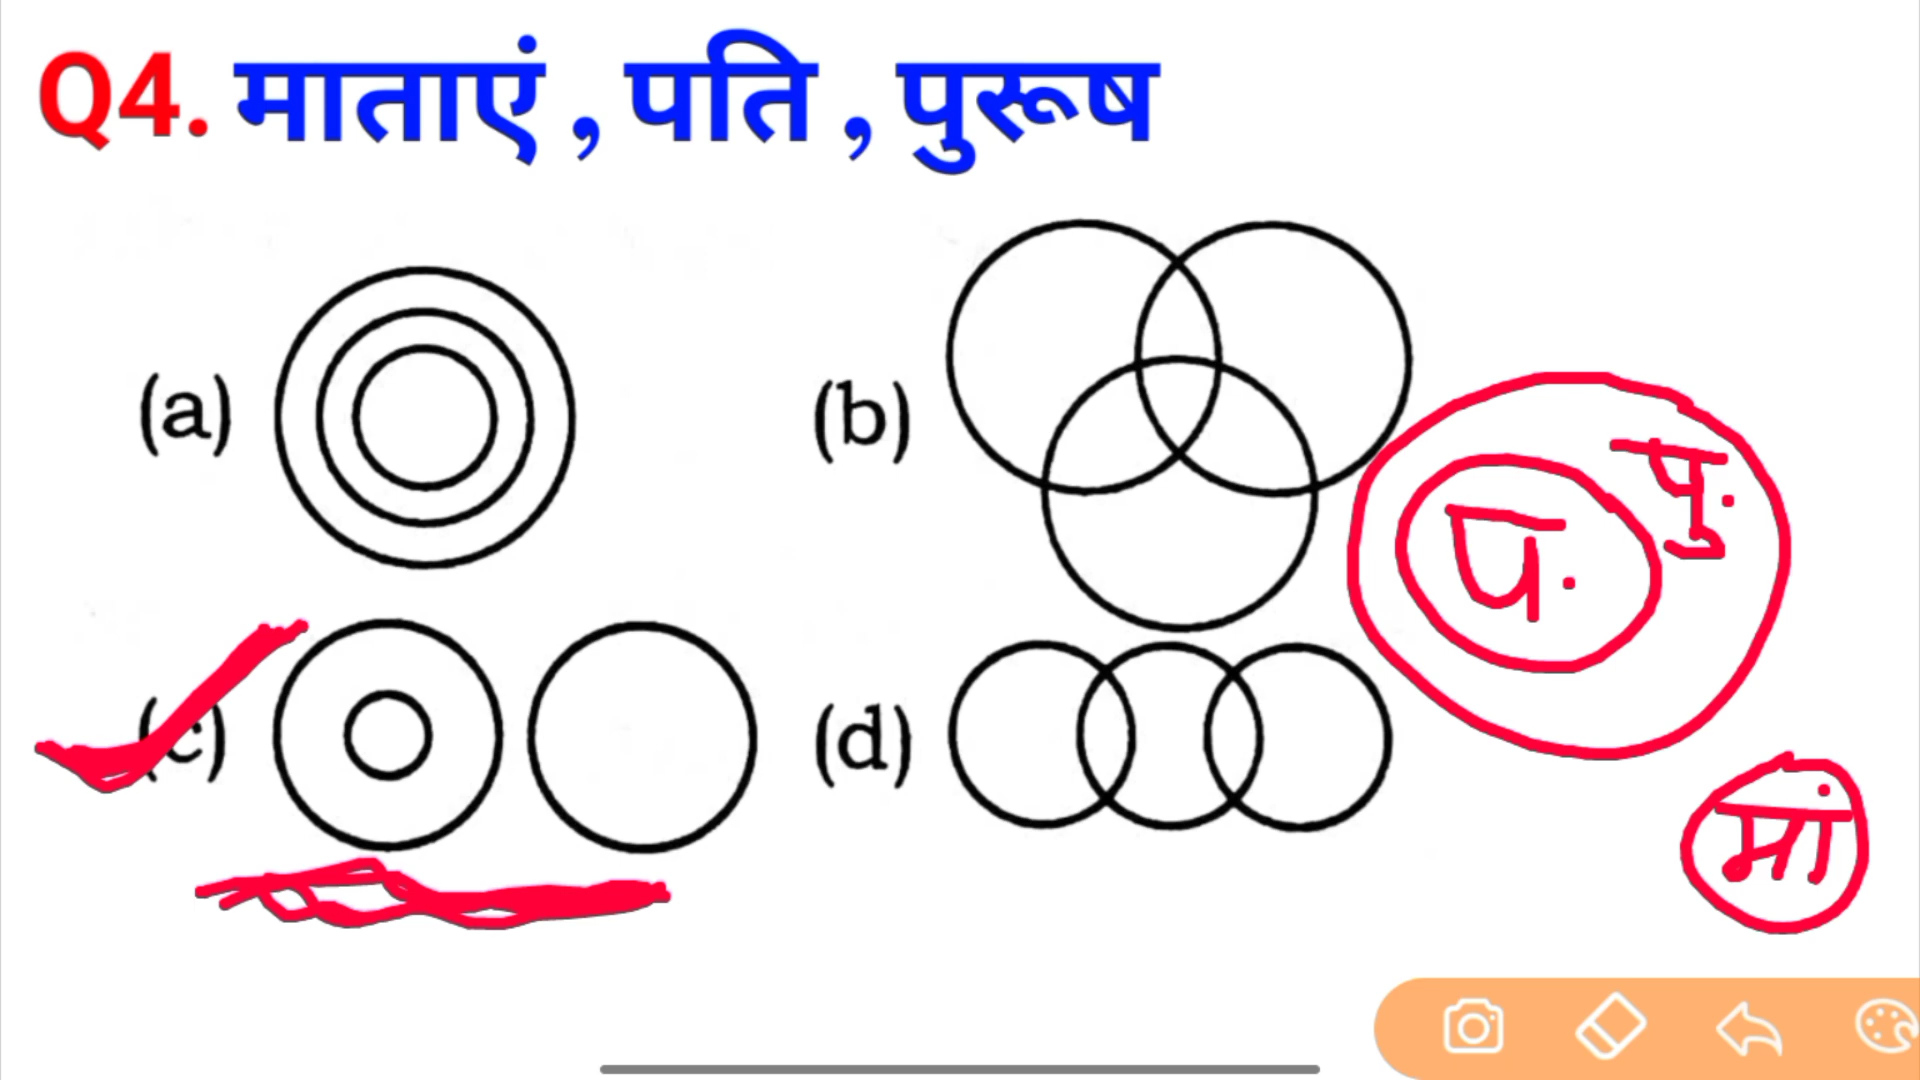 Q4. माताएं , पति , पुरूष
(a)
(b)
पु.
प.
(c)
(d)
मां